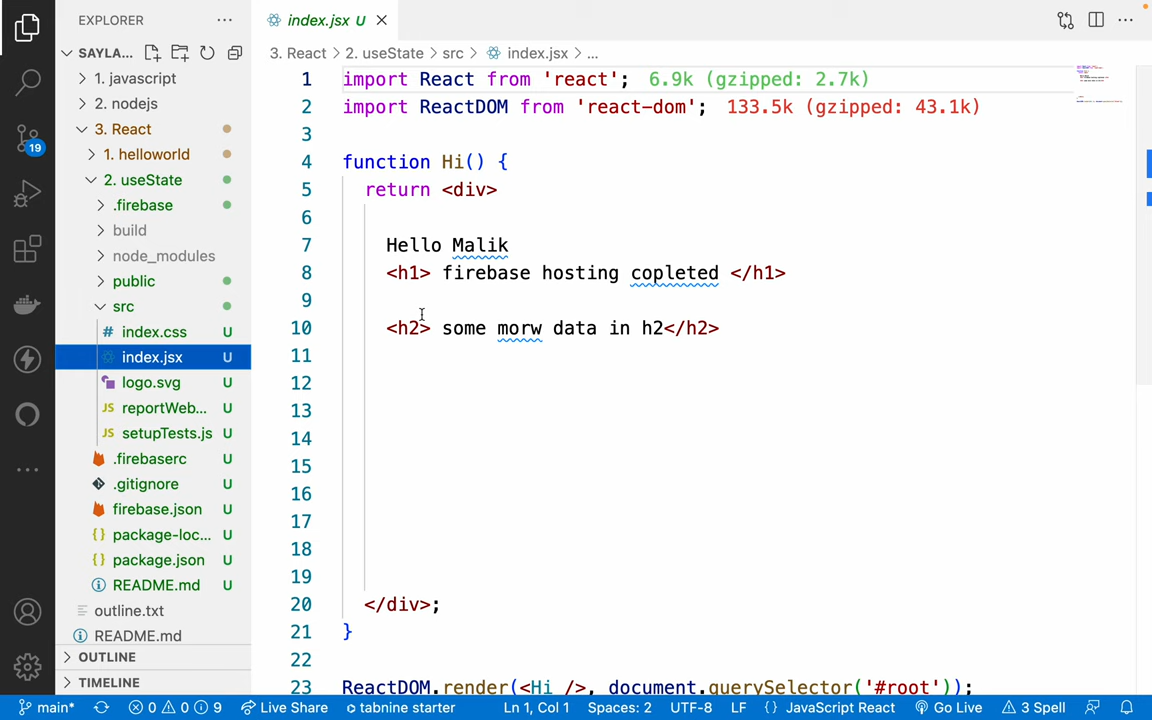 EXPLORER
SAYLA...
1. javascript
2. nodejs
3. React
1. helloworld
2. useState
.firebase
build
node_modules
public
src
# index.css U
index.jsx U
logo.svg U
JS reportWeb... U
JS setupTests.js U
.firebaserc U
.gitignore U
firebase.json U
{} package-loc... U
{} package.json U
README.md U
outline.txt
README.md
OUTLINE
TIMELINE
19
index.jsx U
3. React > 2. useState > src > index.jsx > ...
1 import React from 'react'; 6.9k (gzipped: 2.7k)
2 import ReactDOM from 'react-dom'; 133.5k (gzipped: 43.1k)
3
4 function Hi() {
5 return <div>
6
7 Hello Malik
8 <h1> firebase hosting copleted </h1>
9
10 <h2> some morw data in h2</h2>
11
12
13
14
15
16
17
18
19
20 </div>;
21 }
22
23 ReactDOM.render(<Hi />, document.querySelector('#root'));
main* 0 0 9 Live Share tabnine starter Ln 1, Col 1 Spaces: 2 UTF-8 LF {} JavaScript React Go Live 3 Spell